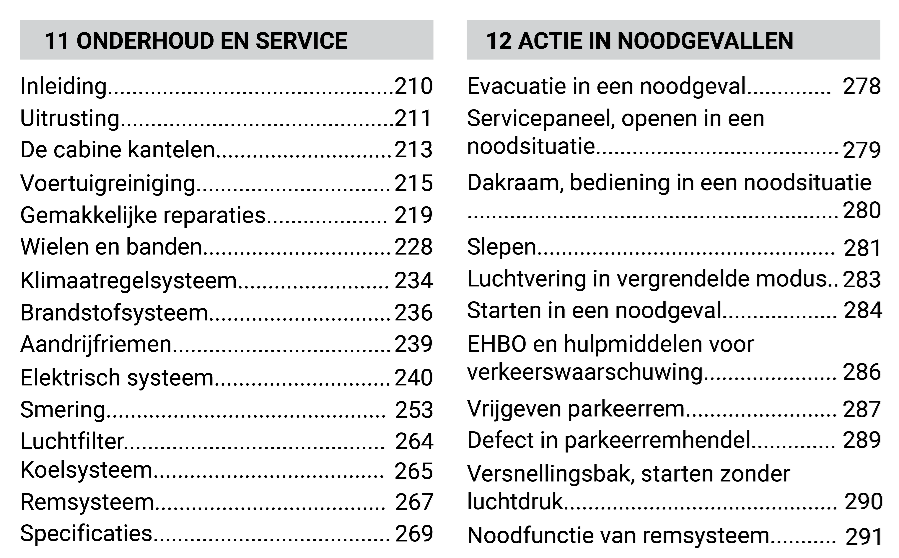 11 ONDERHOUD EN SERVICE
Inleiding............................................210
Uitrusting..........................................211
De cabine kantelen...........................213
Voertuigreiniging..............................215
Gemakkelijke reparaties................... 219
Wielen en banden.............................228
Klimaatregelsysteem........................234
Brandstofsysteem.............................236
Aandrijfriemen..................................239
Elektrisch systeem...........................240
Smering........................................... 253
Luchtfilter........................................ 264
Koelsysteem.................................... 265
Remsysteem.................................... 267
Specificaties.................................... 269
12 ACTIE IN NOODGEVALLEN
Evacuatie in een noodgeval............. 278
Servicepaneel, openen in een
noodsituatie.....................................279
Dakraam, bediening in een noodsituatie
.........................................................280
Slepen.............................................. 281
Luchtvering in vergrendelde modus..283
Starten in een noodgeval.................. 284
EHBO en hulpmiddelen voor
verkeerswaarschuwing.................... 286
Vrijgeven parkeerrem....................... 287
Defect in parkeerremhendel............. 289
Versnellingsbak, starten zonder
luchtdruk.......................................... 290
Noodfunctie van remsysteem.......... 291